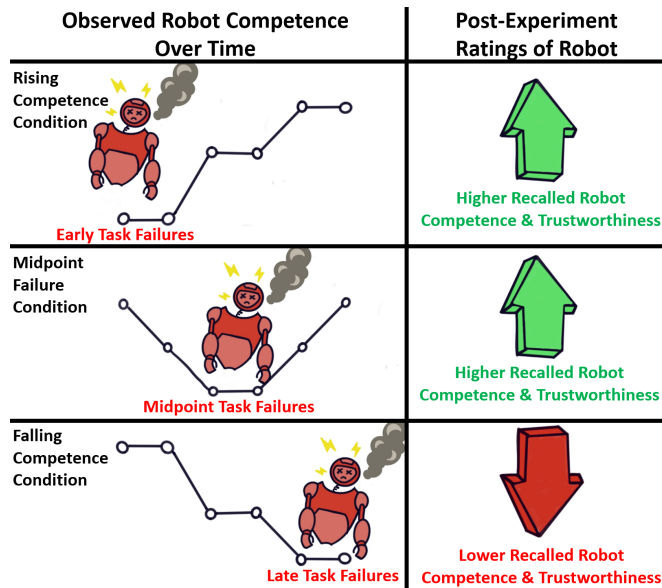 Observed Robot Competence
Over Time
Post-Experiment
Ratings of Robot
Rising
Competence
Condition
Early Task Failures
Higher Recalled Robot
Competence & Trustworthiness
Midpoint
Failure
Condition
Midpoint Task Failures
Higher Recalled Robot
Competence & Trustworthiness
Falling
Competence
Condition
Late Task Failures
Lower Recalled Robot
Competence & Trustworthiness